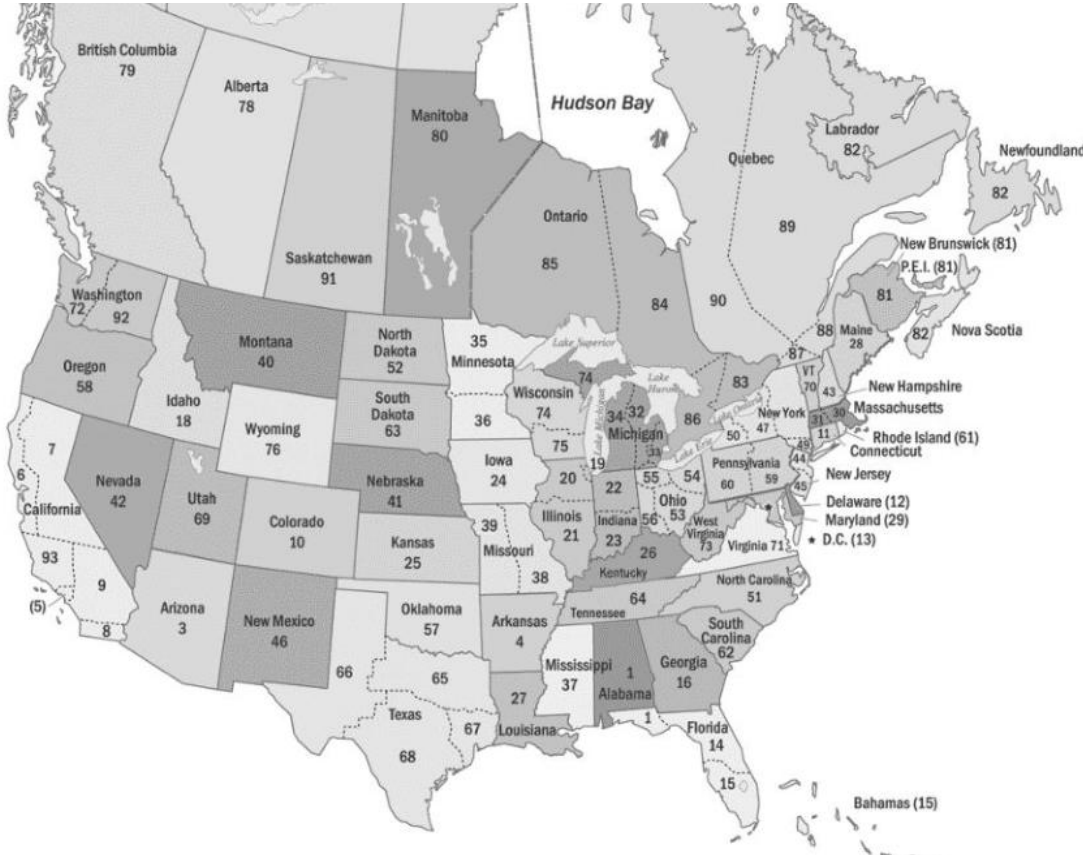 British Columbia
79
Alberta
78
Manitoba
80
Hudson Bay
Labrador
82
Newfoundland
82
Quebec
89
Ontario
85
Saskatchewan
91
84
90
New Brunswick (81)
P.E.I. (81)
81
88
Maine
28
82
Nova Scotia
87
Washington
72
92
Montana
40
North
Dakota
52
35
Minnesota
Lake Superior
74
Lake
Huron
83
VT
70
43
New Hampshire
Oregon
58
Idaho
18
South
Dakota
63
36
Wisconsin
74
Lake Michigan
34
32
Michigan
33
86
Lake Ontario
New York
47
50
31
30
Massachusetts
11
Rhode Island (61)
Connecticut
Wyoming
76
75
19
Lake Erie
49
44
7
6
California
Nevada
42
Utah
69
Nebraska
41
Iowa
24
20
22
55
54
Ohio
53
56
Pennsylvania
60
59
45
New Jersey
Delaware (12)
Maryland (29)
* D.C. (13)
*
Colorado
10
Kansas
25
39
Missouri
38
Illinois
21
Indiana
23
West
Virginia
73
Virginia 71
26
Kentucky
93
9
(5)
8
Arizona
3
New Mexico
46
Oklahoma
57
Arkansas
4
64
Tennessee
North Carolina
51
South
Carolina
62
66
65
Texas
68
67
27
Louisiana
Mississippi
37
1
Alabama
Georgia
16
1
Florida
14
15
Bahamas (15)